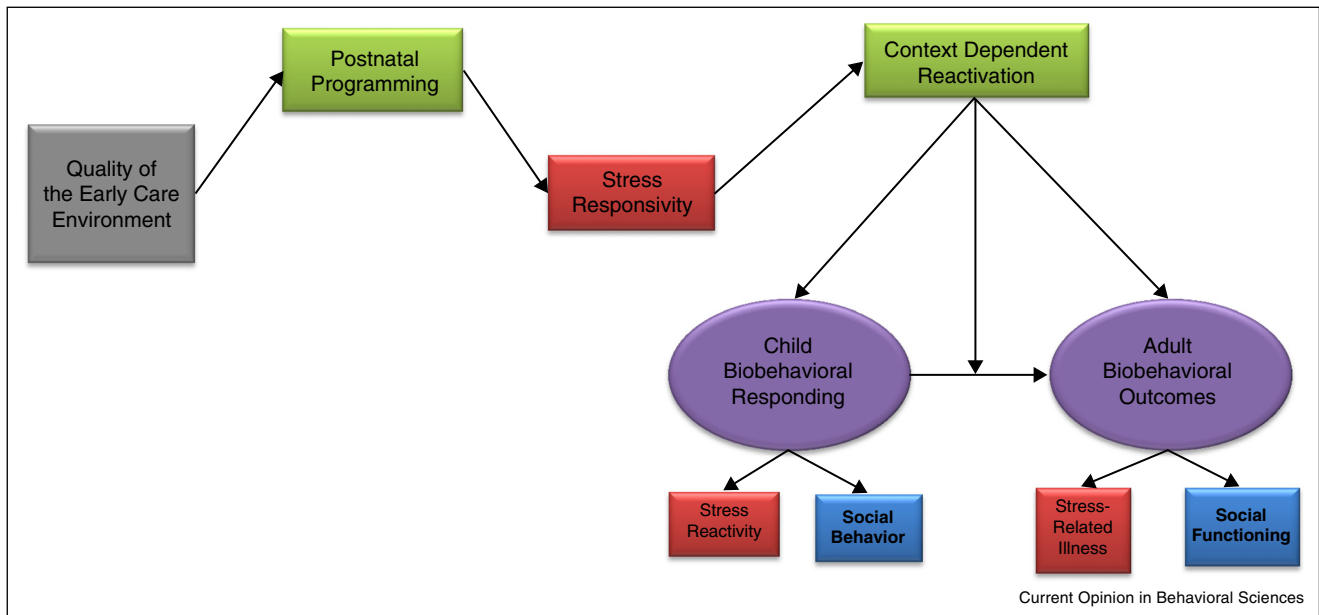 Quality of
the Early Care
Environment
Postnatal
Programming
Stress
Responsivity
Context Dependent
Reactivation
Child
Biobehavioral
Responding
Adult
Biobehavioral
Outcomes
Stress
Reactivity
Social
Behavior
Stress-
Related
Illness
Social
Functioning
Current Opinion in Behavioral Sciences